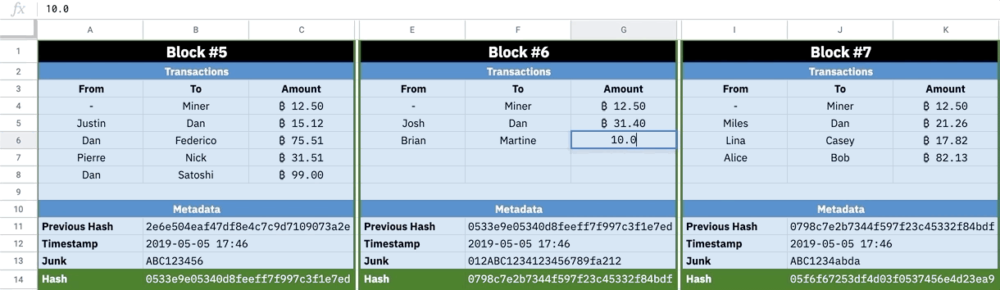 fx 10.0
A B C E F G I J K
1 Block #5 Block #6 Block #7
2 Transactions Transactions Transactions
3 From To Amount From To Amount From To Amount
4 - Miner ₿ 12.50 - Miner ₿ 12.50 - Miner ₿ 12.50
5 Justin Dan ₿ 15.12 Josh Dan ₿ 31.40 Miles Dan ₿ 21.26
6 Dan Federico ₿ 75.51 Brian Martine 10.0 Lina Casey ₿ 17.82
7 Pierre Nick ₿ 31.51 Alice Bob ₿ 82.13
8 Dan Satoshi ₿ 99.00
9
10 Metadata Metadata Metadata
11 Previous Hash 2e6e504eaf47df8e4c7c9d7109073a2e Previous Hash 0533e9e05340d8feeff7f997c3f1e7ed Previous Hash 0798c7e2b7344f597f23c45332f84bdf
12 Timestamp 2019-05-05 17:46 Timestamp 2019-05-05 17:46 Timestamp 2019-05-05 17:46
13 Junk ABC123456 Junk 012ABC1234123456789fa212 Junk ABC1234abda
14 Hash 0533e9e05340d8feeff7f997c3f1e7ed Hash 0798c7e2b7344f597f23c45332f84bdf Hash 05f6f67253df4d03f0537456e4d23ea9